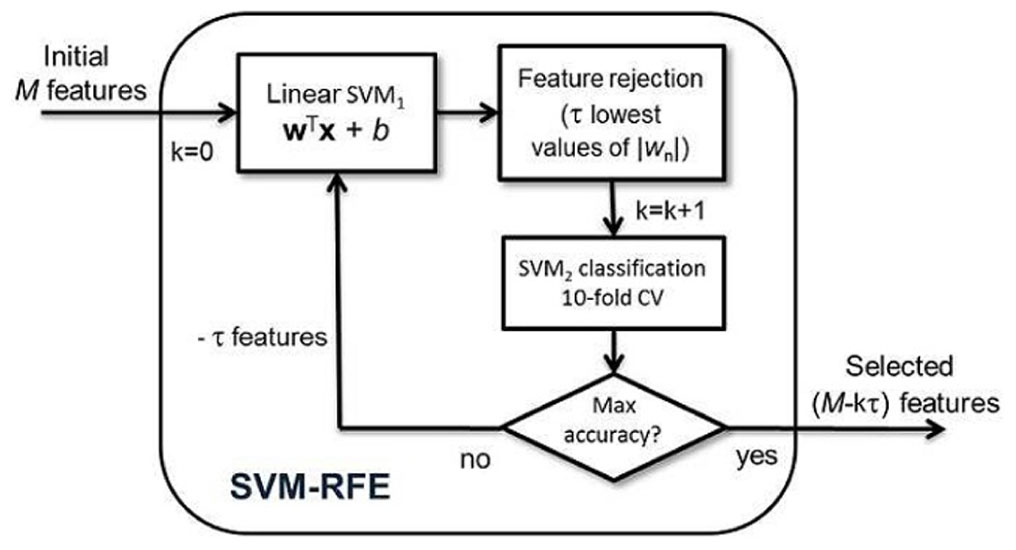 Initial
M features
k=0
Linear SVM₁
wᵀx + b
Feature rejection
(τ lowest
values of |wₙ|)
k=k+1
SVM₂ classification
10-fold CV
- τ features
Max
accuracy?
no
yes
Selected
(M-kτ) features
SVM-RFE